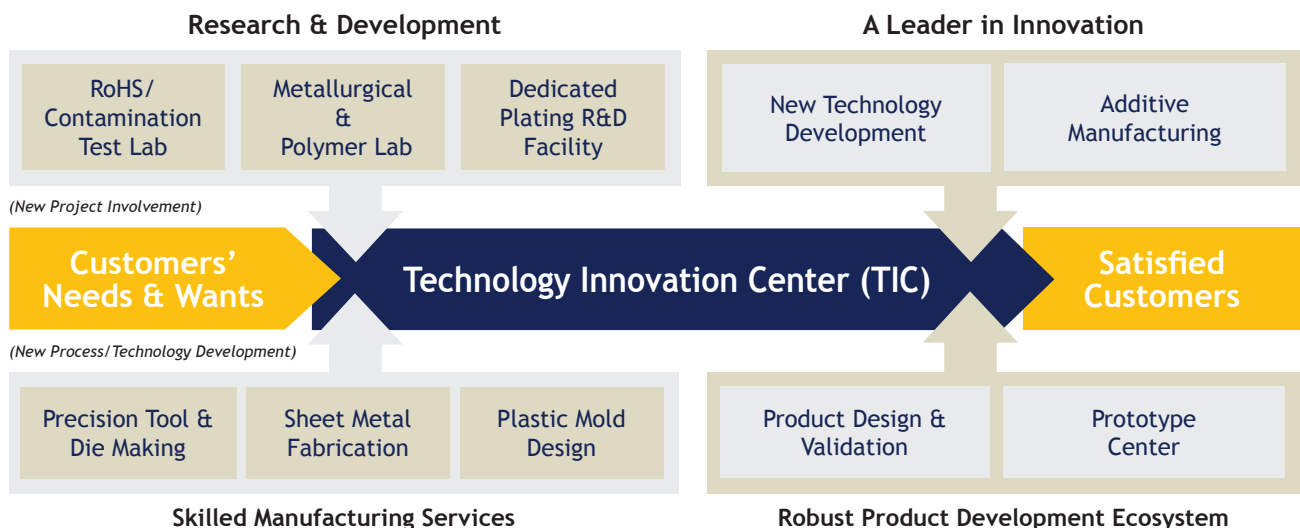 Research & Development
A Leader in Innovation
RoHS/
Contamination
Test Lab
Metallurgical
&
Polymer Lab
Dedicated
Plating R&D
Facility
New Technology
Development
Additive
Manufacturing
(New Project Involvement)
Customers’
Needs & Wants
Technology Innovation Center (TIC)
Satisfied
Customers
(New Process/Technology Development)
Precision Tool &
Die Making
Sheet Metal
Fabrication
Plastic Mold
Design
Product Design &
Validation
Prototype
Center
Skilled Manufacturing Services
Robust Product Development Ecosystem